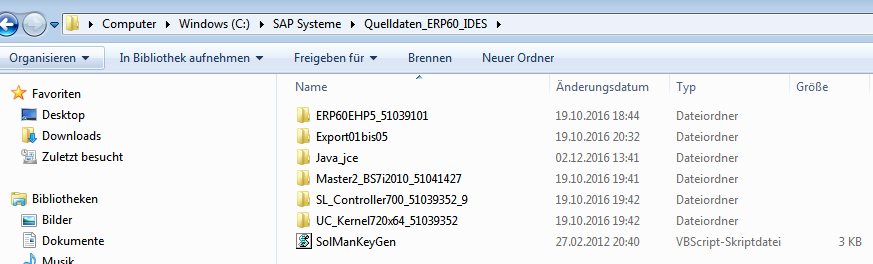 Computer Windows (C:) SAP Systeme Quelldaten_ERP60_IDES
Organisieren In Bibliothek aufnehmen Freigeben für Brennen Neuer Ordner
Favoriten
Desktop
Downloads
Zuletzt besucht
Bibliotheken
Bilder
Dokumente
Musik
Name Änderungsdatum Typ Größe
ERP60EHP5_51039101 19.10.2016 18:44 Dateiordner
Export01bis05 19.10.2016 20:32 Dateiordner
Java_jce 02.12.2016 13:41 Dateiordner
Master2_BS7i2010_51041427 19.10.2016 19:41 Dateiordner
SL_Controller700_51039352_9 19.10.2016 19:42 Dateiordner
UC_Kernel720x64_51039352 19.10.2016 19:42 Dateiordner
SolManKeyGen 27.02.2012 20:40 VBScript-Skriptdatei 3 KB